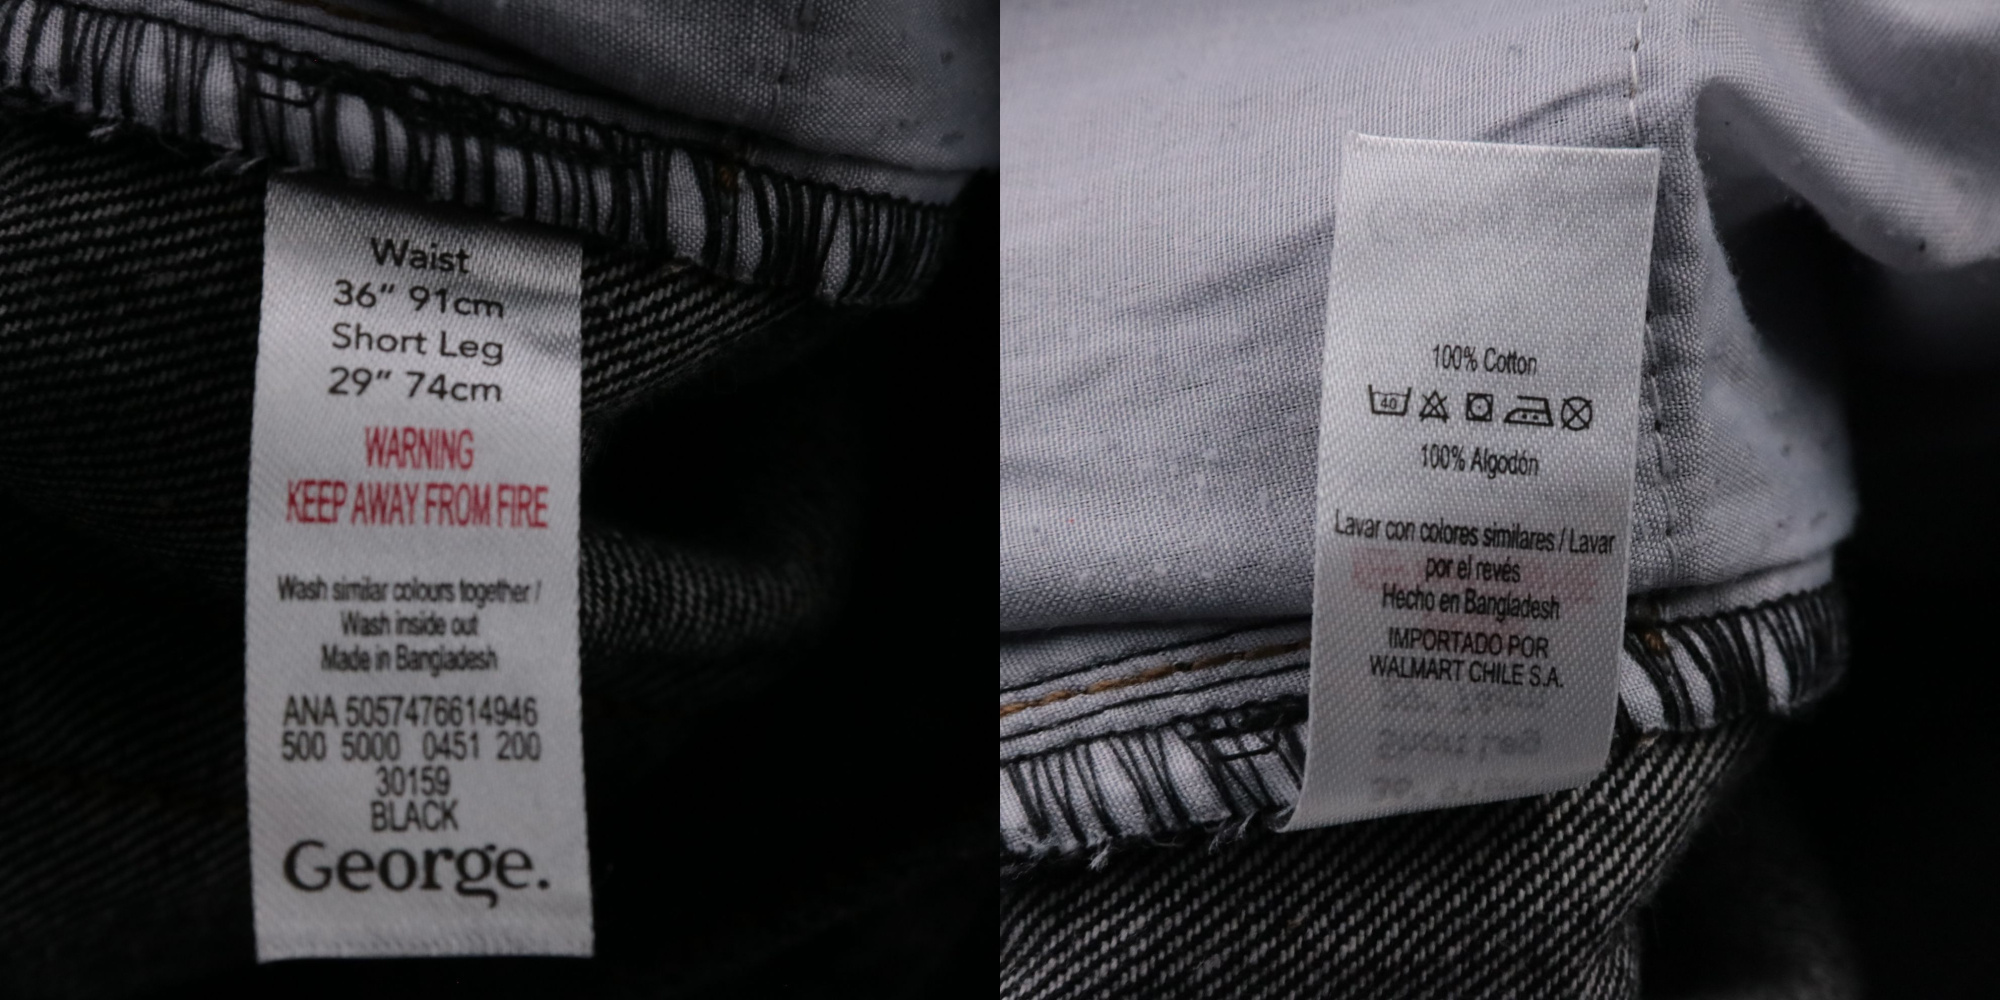 Waist
36" 91cm
Short Leg
29" 74cm
WARNING
KEEP AWAY FROM FIRE
Wash similar colours together /
Wash inside out
Made in Bangladesh
ANA 5057476614946
500 5000 0451 200
30159
BLACK
George.
100% Cotton
40
100% Algodón
Lavar con colores similares / Lavar
por el revés
Hecho en Bangladesh
IMPORTADO POR
WALMART CHILE S.A.